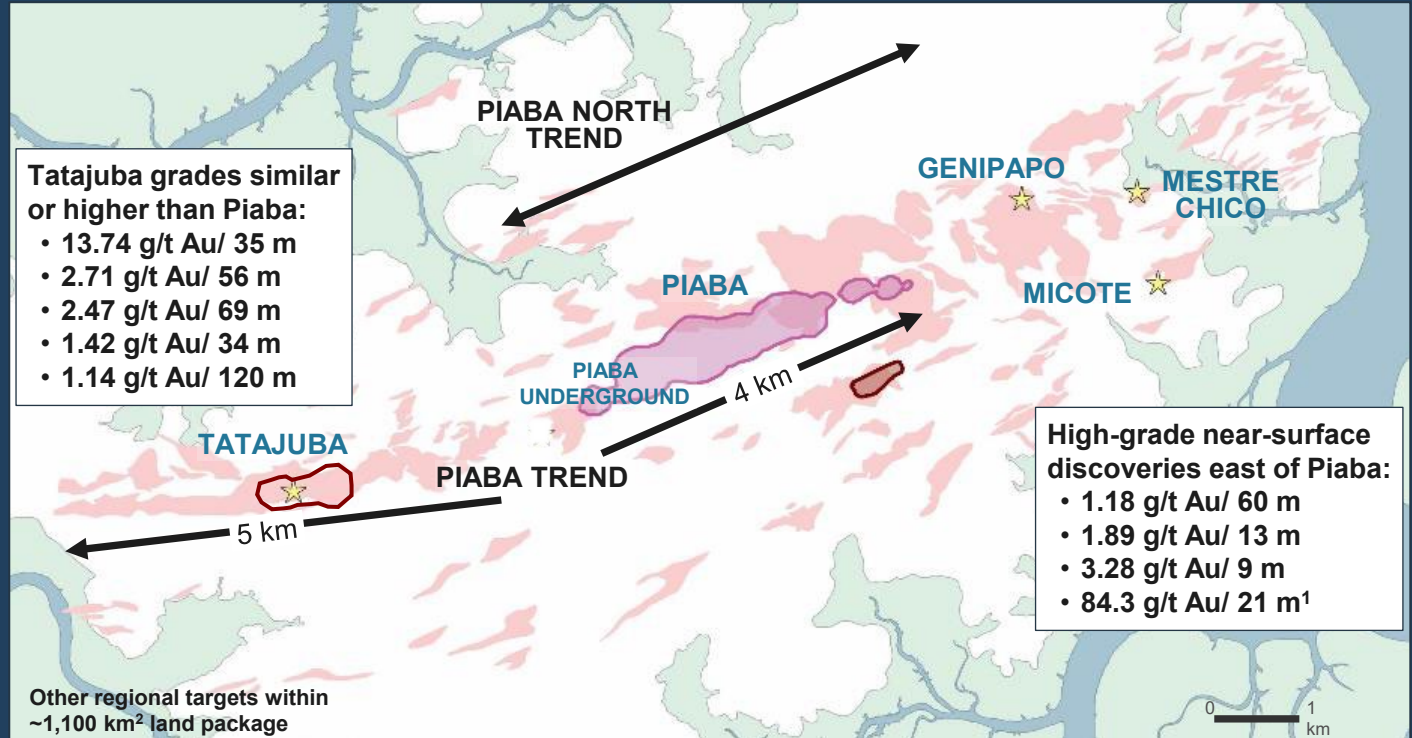 PIABA NORTH
TREND
Tatajuba grades similar
or higher than Piaba:
• 13.74 g/t Au/ 35 m
• 2.71 g/t Au/ 56 m
• 2.47 g/t Au/ 69 m
• 1.42 g/t Au/ 34 m
• 1.14 g/t Au/ 120 m
GENIPAPO
MESTRE
CHICO
MICOTE
PIABA
PIABA
UNDERGROUND
4 km
TATAJUBA
PIABA TREND
5 km
High-grade near-surface
discoveries east of Piaba:
• 1.18 g/t Au/ 60 m
• 1.89 g/t Au/ 13 m
• 3.28 g/t Au/ 9 m
• 84.3 g/t Au/ 21 m¹
Other regional targets within
~1,100 km² land package
0 1
km